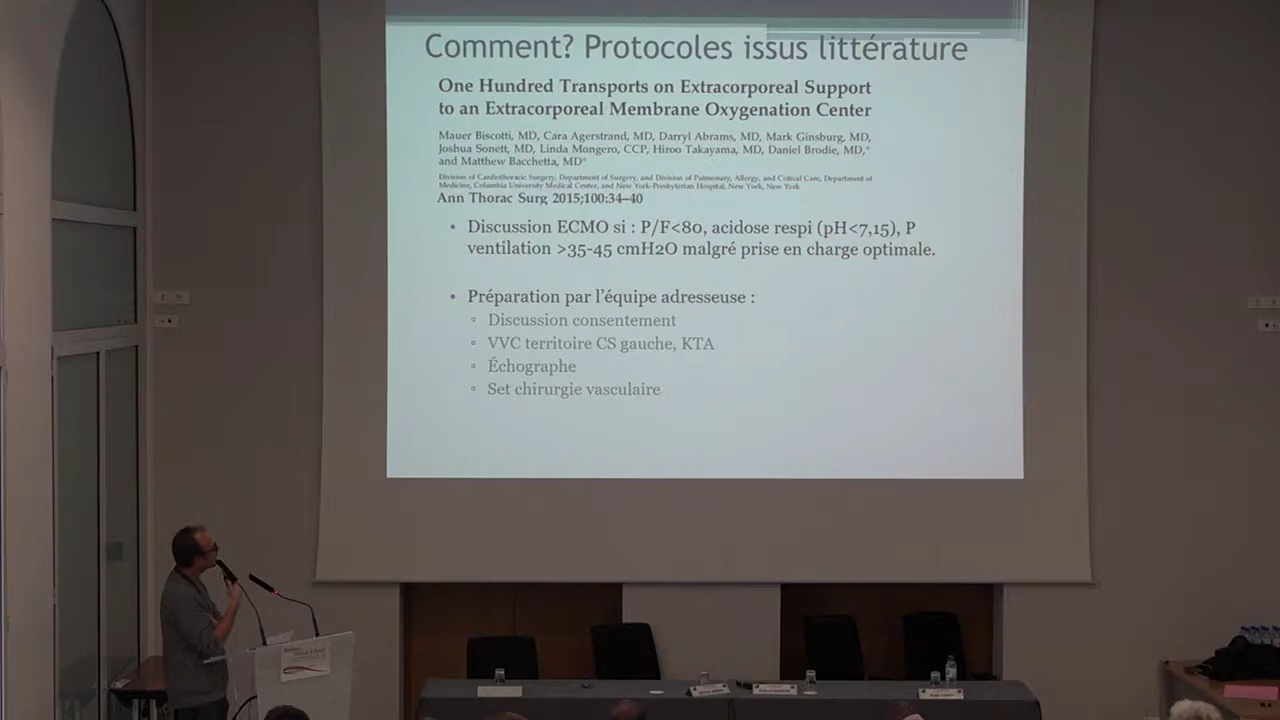 Comment? Protocoles issus littérature
One Hundred Transports on Extracorporeal Support
to an Extracorporeal Membrane Oxygenation Center
Mauer Biscotti, MD, Cara Agerstrand, MD, Darryl Abrams, MD, Mark Ginsburg, MD,
Joshua Sonett, MD, Linda Mongero, CCP, Hiroo Takayama, MD, Daniel Brodie, MD,*
and Matthew Bacchetta, MD*
Division of Cardiothoracic Surgery, Department of Surgery, and Division of Pulmonary, Allergy, and Critical Care, Department of
Medicine, Columbia University Medical Center, and New York-Presbyterian Hospital, New York, New York
Ann Thorac Surg 2015;100:34–40
• Discussion ECMO si : P/F<80, acidose respi (pH<7,15), P
ventilation >35-45 cmH2O malgré prise en charge optimale.
• Préparation par l'équipe adresseuse :
▫ Discussion consentement
▫ VVC territoire CS gauche, KTA
▫ Échographe
▫ Set chirurgie vasculaire